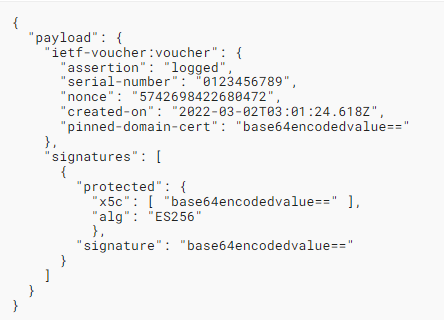 {
  "payload": {
    "ietf-voucher:voucher": {
      "assertion": "logged",
      "serial-number": "0123456789",
      "nonce": "5742698422680472",
      "created-on": "2022-03-02T03:01:24.618Z",
      "pinned-domain-cert": "base64encodedvalue=="
    },
    "signatures": [
      {
        "protected": {
          "x5c": [ "base64encodedvalue==" ],
          "alg": "ES256"
          },
        "signature": "base64encodedvalue=="
      }
    ]
  }
}